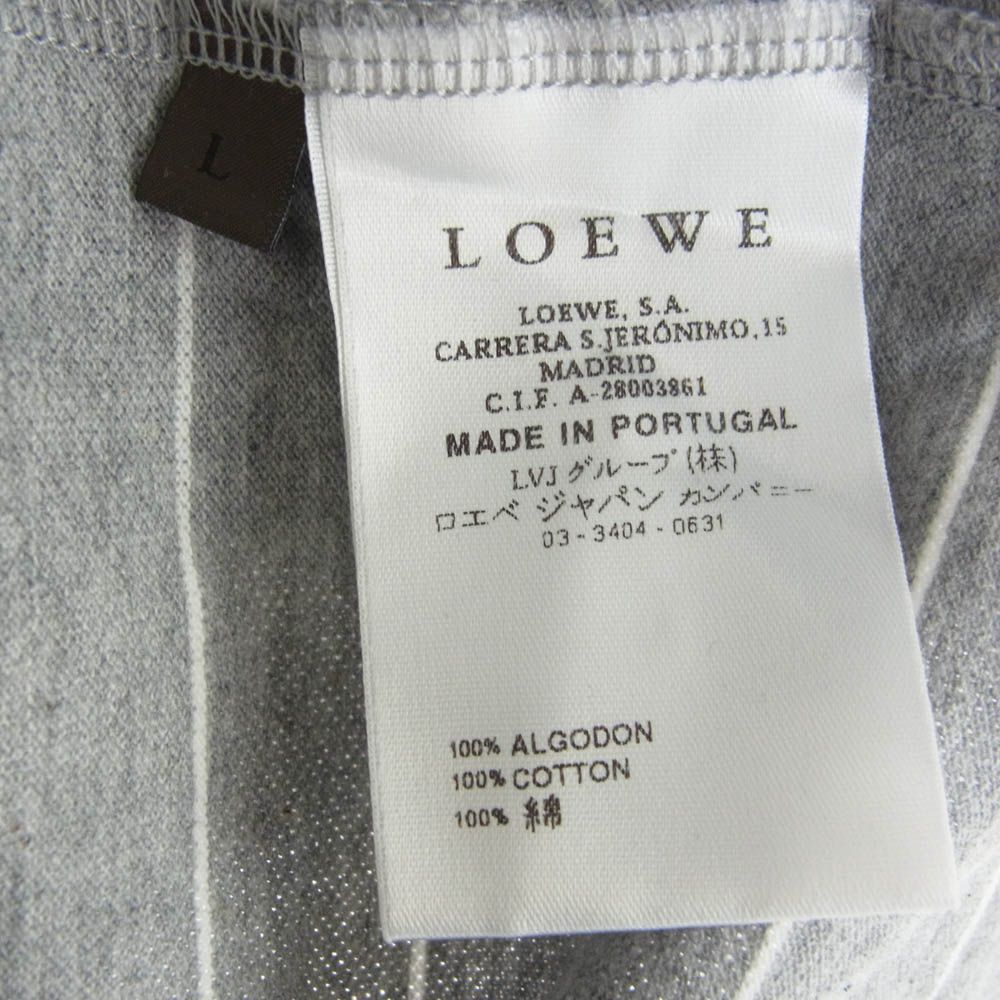 L
LOEWE
LOEWE, S.A.
CARRERA S.JERÓNIMO,15
MADRID
C.I.F. A-28003861
MADE IN PORTUGAL
LVJ グループ(株)
ロエベ ジャパン カンパニー
03-3404-0631
100% ALGODON
100% COTTON
100% 綿